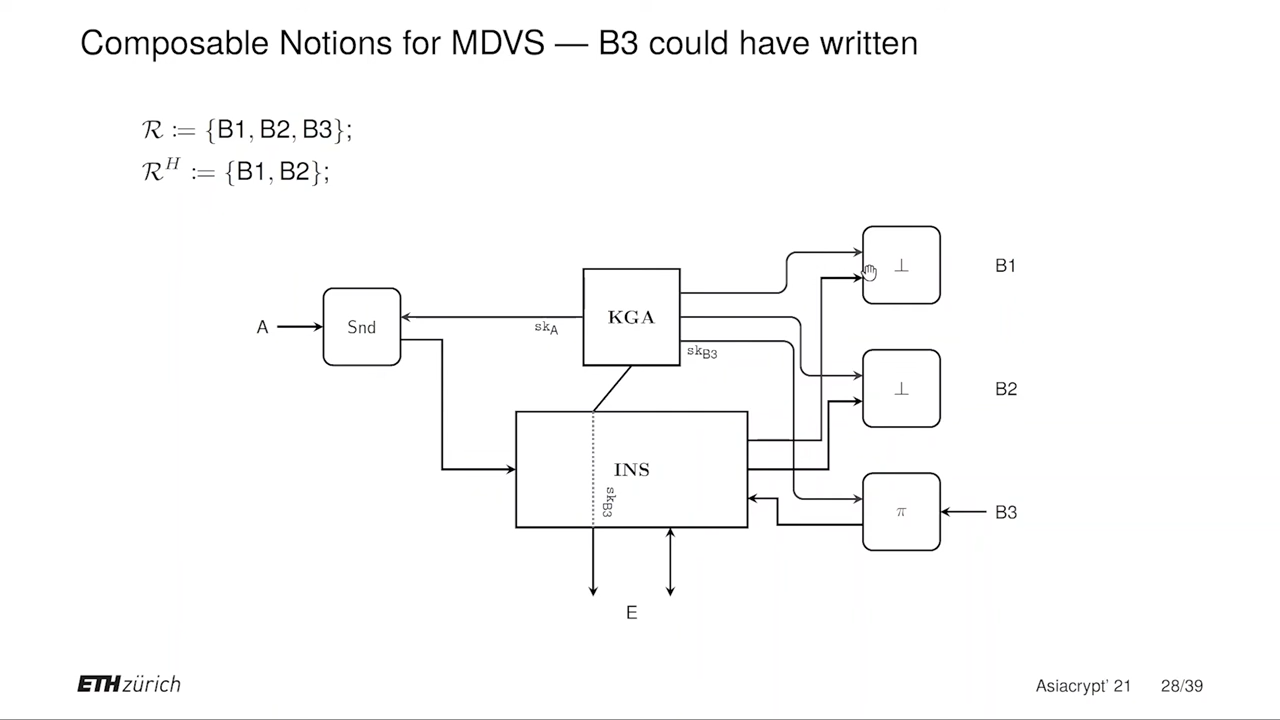 Composable Notions for MDVS — B3 could have written
ℛ := {B1, B2, B3};
ℛ^H := {B1, B2};
⊥
B1
KGA
A
Snd
sk_A
sk_B3
⊥
B2
INS
sk_B3
π
B3
E
ETH zürich
Asiacrypt' 21
28/39